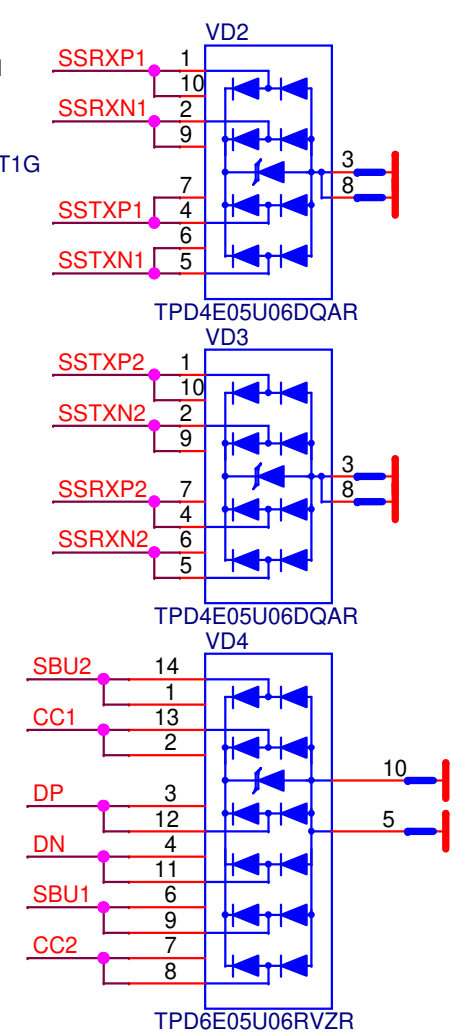 VD2
SSRXP1 1
10
SSRXN1 2
9
T1G
7
3
SSTXP1 4
8
6
SSTXN1 5
TPD4E05U06DQAR
VD3
SSTXP2 1
10
SSTXN2 2
9
3
SSRXP2 7
8
4
SSRXN2 6
5
TPD4E05U06DQAR
VD4
SBU2 14
1
CC1 13
2
10
DP 3
12
5
DN 4
11
SBU1 6
9
CC2 7
8
TPD6E05U06RVZR